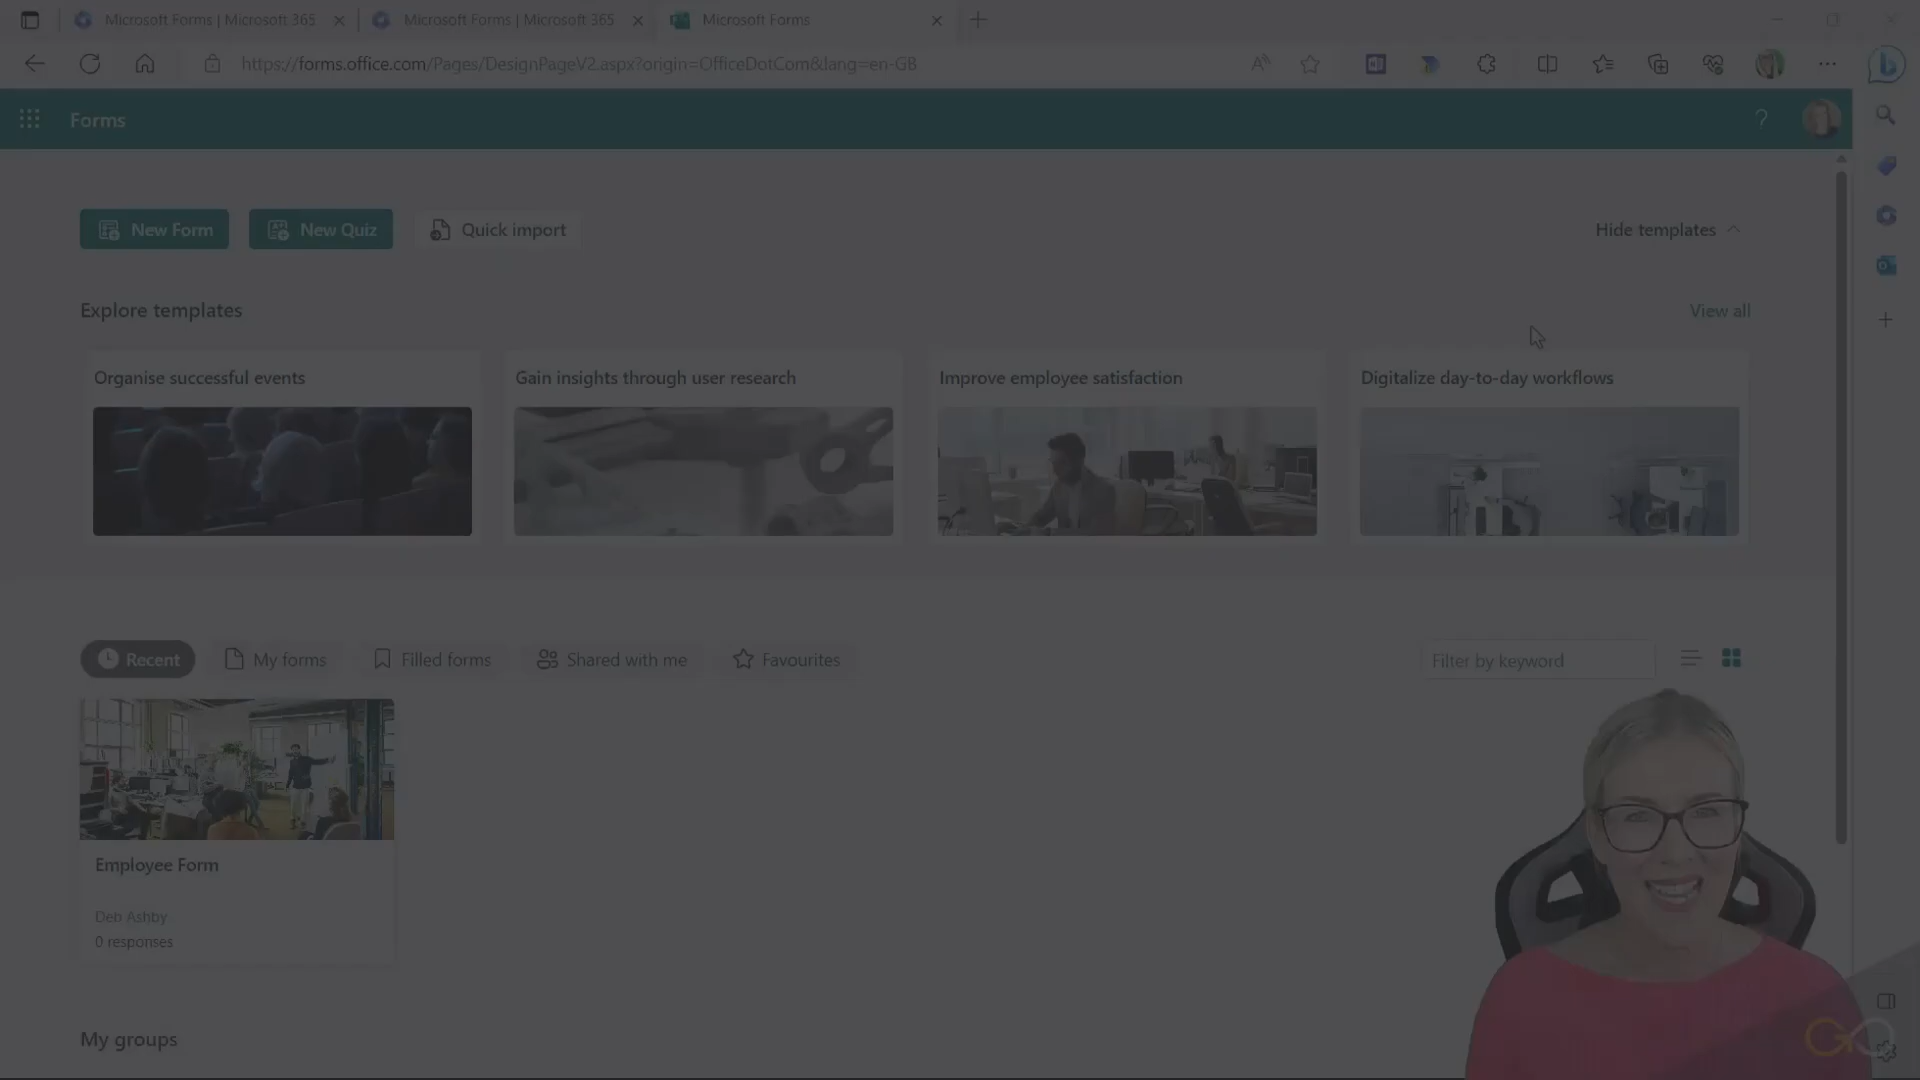 Microsoft Forms | Microsoft 365
Microsoft Forms | Microsoft 365
Microsoft Forms
https://forms.office.com/Pages/DesignPageV2.aspx?origin=OfficeDotCom&lang=en-GB
Forms
New Form
New Quiz
Quick import
Hide templates
Explore templates
View all
Organise successful events
Gain insights through user research
Improve employee satisfaction
Digitalize day-to-day workflows
Recent
My forms
Filled forms
Shared with me
Favourites
Filter by keyword
Employee Form
Deb Ashby
0 responses
My groups